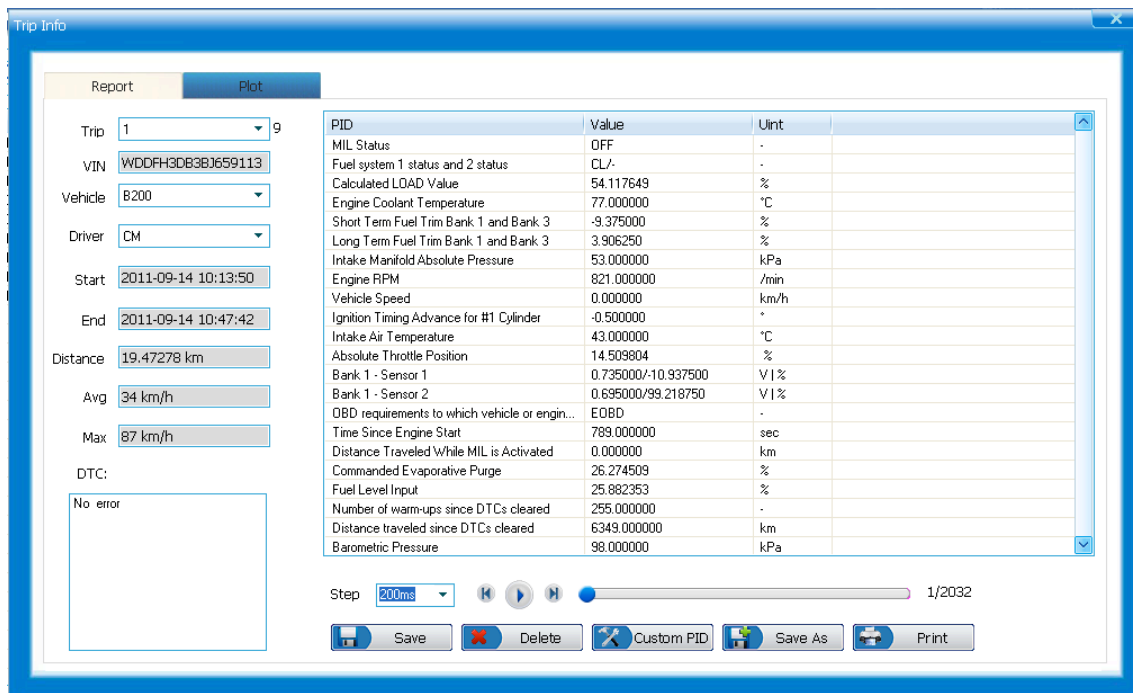 Trip Info
Report Plot
Trip 1 9
VIN WDDFH3DB3BJ659113
Vehicle B200
Driver CM
Start 2011-09-14 10:13:50
End 2011-09-14 10:47:42
Distance 19.47278 km
Avg 34 km/h
Max 87 km/h
DTC:
No error
PID Value Uint
MIL Status OFF -
Fuel system 1 status and 2 status CL/- -
Calculated LOAD Value 54.117649 %
Engine Coolant Temperature 77.000000 °C
Short Term Fuel Trim Bank 1 and Bank 3 -9.375000 %
Long Term Fuel Trim Bank 1 and Bank 3 3.906250 %
Intake Manifold Absolute Pressure 53.000000 kPa
Engine RPM 821.000000 /min
Vehicle Speed 0.000000 km/h
Ignition Timing Advance for #1 Cylinder -0.500000 °
Intake Air Temperature 43.000000 °C
Absolute Throttle Position 14.509804 %
Bank 1 - Sensor 1 0.735000/-10.937500 V | %
Bank 1 - Sensor 2 0.695000/99.218750 V | %
OBD requirements to which vehicle or engin... EOBD -
Time Since Engine Start 789.000000 sec
Distance Traveled While MIL is Activated 0.000000 km
Commanded Evaporative Purge 26.274509 %
Fuel Level Input 25.882353 %
Number of warm-ups since DTCs cleared 255.000000 -
Distance traveled since DTCs cleared 6349.000000 km
Barometric Pressure 98.000000 kPa
Step 200ms 1/2032
Save Delete Custom PID Save As Print